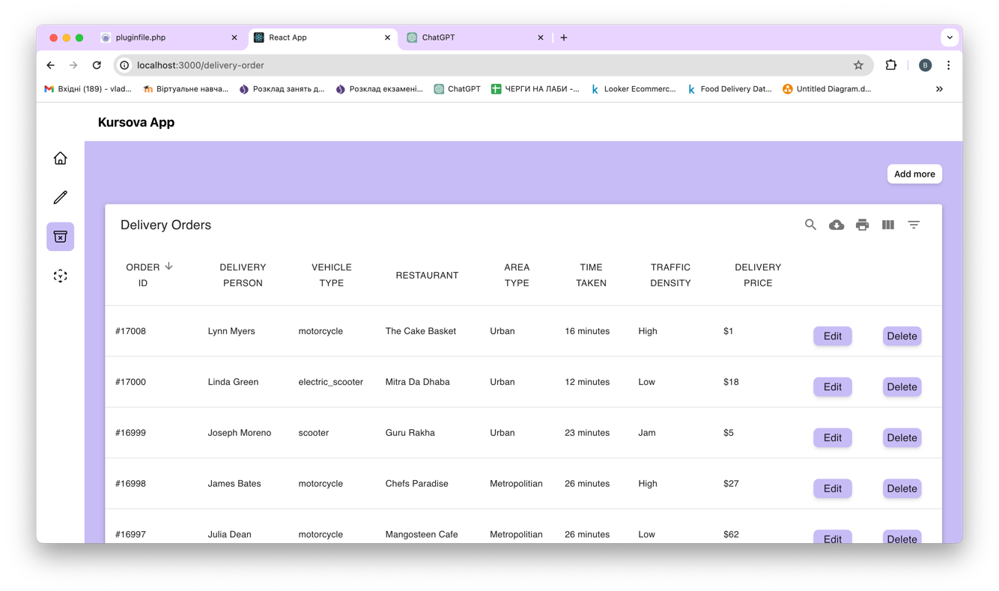 pluginfile.php
React App
ChatGPT
localhost:3000/delivery-order
B
Вхідні (189) - vlad...
Віртуальне навча...
Розклад занять д...
Розклад екзамені...
ChatGPT
ЧЕРГИ НА ЛАБИ -...
Looker Ecommerc...
Food Delivery Dat...
Untitled Diagram.d...
Kursova App
Add more
Delivery Orders
ORDER ID
DELIVERY PERSON
VEHICLE TYPE
RESTAURANT
AREA TYPE
TIME TAKEN
TRAFFIC DENSITY
DELIVERY PRICE
#17008 Lynn Myers motorcycle The Cake Basket Urban 16 minutes High $1 Edit Delete
#17000 Linda Green electric_scooter Mitra Da Dhaba Urban 12 minutes Low $18 Edit Delete
#16999 Joseph Moreno scooter Guru Rakha Urban 23 minutes Jam $5 Edit Delete
#16998 James Bates motorcycle Chefs Paradise Metropolitian 26 minutes High $27 Edit Delete
#16997 Julia Dean motorcycle Mangosteen Cafe Metropolitian 26 minutes Low $62 Edit Delete